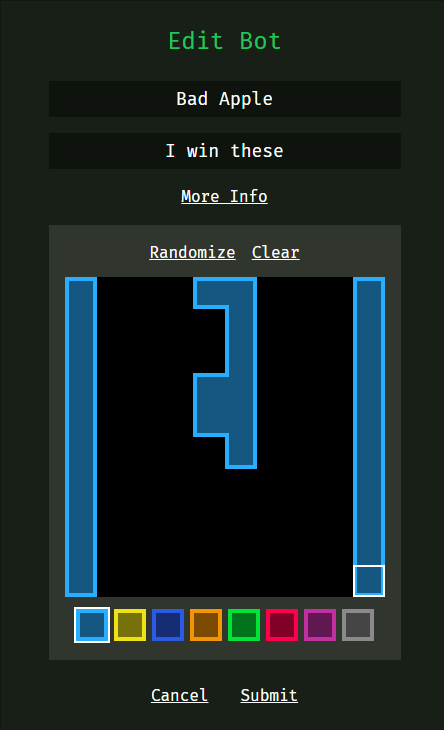 Edit Bot
Bad Apple
I win these
More Info
Randomize Clear
Cancel Submit